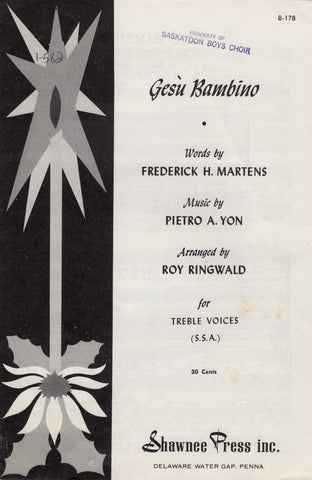 B-178
PROPERTY OF
SASKATOON BOYS CHOIR
1-582
Gesù Bambino
•
Words by
FREDERICK H. MARTENS
Music by
PIETRO A. YON
Arranged by
ROY RINGWALD
for
TREBLE VOICES
(S.S.A.)
30 Cents
Shawnee Press inc.
DELAWARE WATER GAP, PENNA.